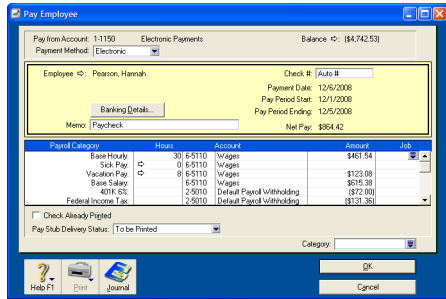 Pay Employee
Pay from Account: 1-1150 Electronic Payments Balance ⇨: ($4,742.53)
Payment Method: Electronic
Employee ⇨: Pearson, Hannah Check #: Auto #
Payment Date: 12/6/2008
Pay Period Start: 12/1/2008
Banking Details... Pay Period Ending: 12/5/2008
Memo: Paycheck Net Pay: $864.42
Payroll Category Hours Account Amount Job
Base Hourly: 30 6-5110 Wages $461.54
Sick Pay: ⇨ 0 6-5110 Wages
Vacation Pay: ⇨ 8 6-5110 Wages $123.08
Base Salary: 6-5110 Wages $615.38
401K 6%: 2-5010 Default Payroll Withholding ($72.00)
Federal Income Tax: 2-5010 Default Payroll Withholding ($131.36)
Check Already Printed
Pay Stub Delivery Status: To be Printed
Category:
Help F1 Print Journal
OK
Cancel